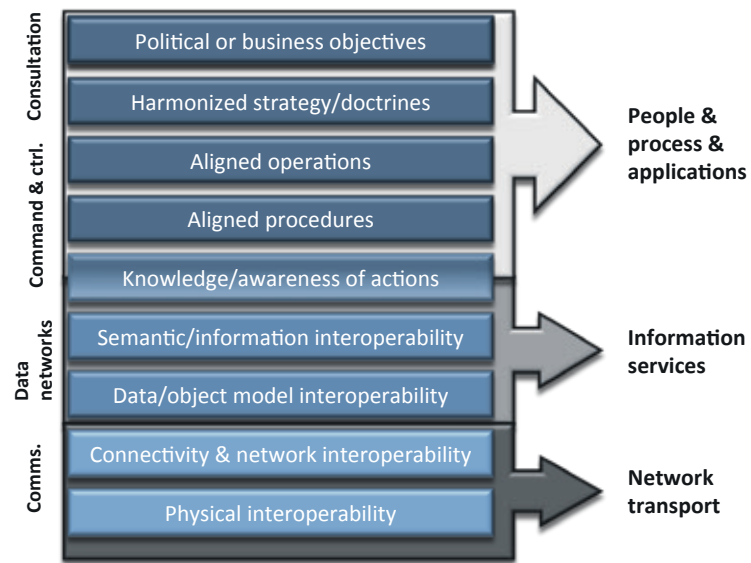 Consultation
Command & ctrl.
Data
networks
Comms.
Political or business objectives
Harmonized strategy/doctrines
Aligned operations
Aligned procedures
Knowledge/awareness of actions
Semantic/information interoperability
Data/object model interoperability
Connectivity & network interoperability
Physical interoperability
People &
process &
applications
Information
services
Network
transport